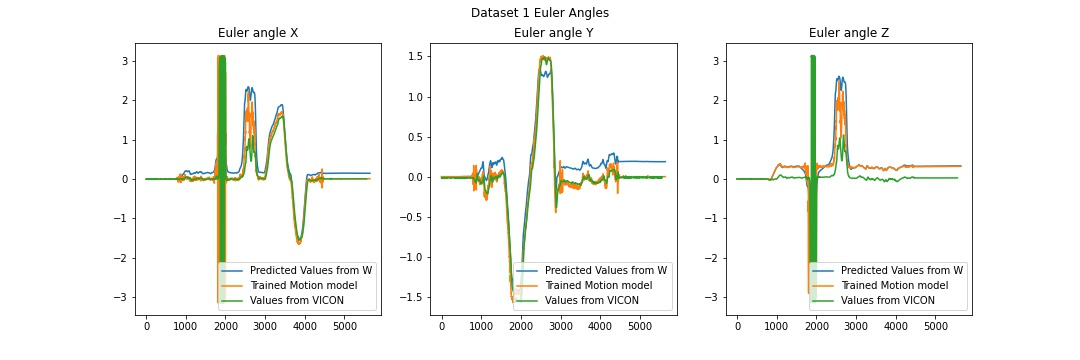 Dataset 1 Euler Angles
Euler angle X
3
2
1
0
−1
−2
−3
0 1000 2000 3000 4000 5000
Predicted Values from W
Trained Motion model
Values from VICON
Euler angle Y
1.5
1.0
0.5
0.0
−0.5
−1.0
−1.5
0 1000 2000 3000 4000 5000
Predicted Values from W
Trained Motion model
Values from VICON
Euler angle Z
3
2
1
0
−1
−2
−3
0 1000 2000 3000 4000 5000
Predicted Values from W
Trained Motion model
Values from VICON